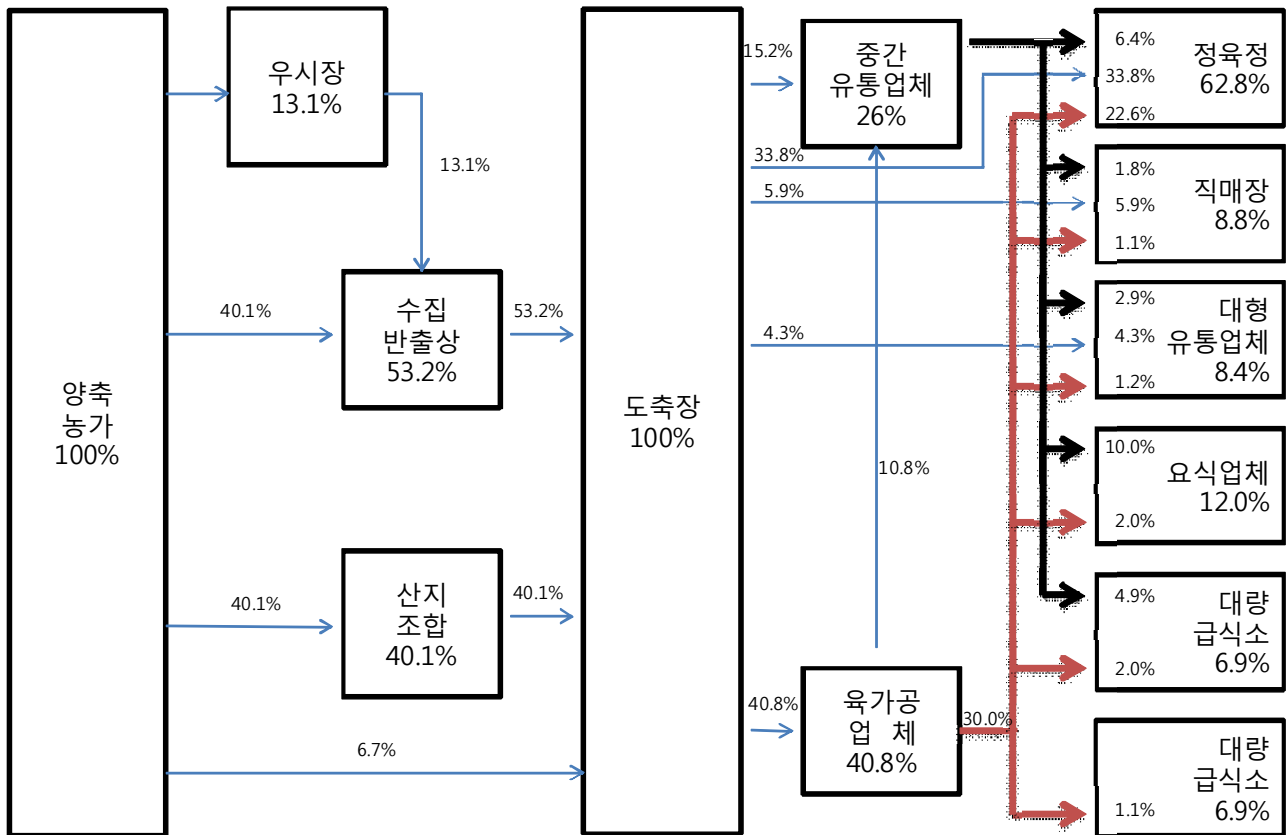 양축
농가
100%
우시장
13.1%
13.1%
40.1%
수집
반출상
53.2%
53.2%
40.1%
산지
조합
40.1%
40.1%
6.7%
도축장
100%
15.2%
33.8%
5.9%
4.3%
40.8%
중간
유통업체
26%
10.8%
육가공
업 체
40.8%
30.0%
6.4%
33.8%
22.6%
정육정
62.8%
1.8%
5.9%
1.1%
직매장
8.8%
2.9%
4.3%
1.2%
대형
유통업체
8.4%
10.0%
2.0%
요식업체
12.0%
4.9%
2.0%
대량
급식소
6.9%
1.1%
대량
급식소
6.9%